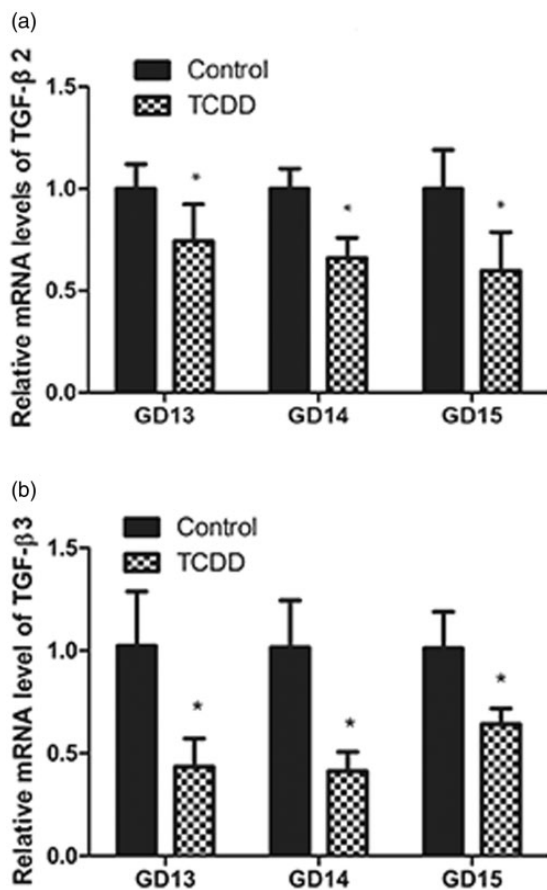 (a)
Relative mRNA levels of TGF-β 2
Control
TCDD
1.5
1.0
0.5
0.0
*
*
*
GD13
GD14
GD15
(b)
Relative mRNA level of TGF-β3
Control
TCDD
1.5
1.0
0.5
0.0
*
*
*
GD13
GD14
GD15